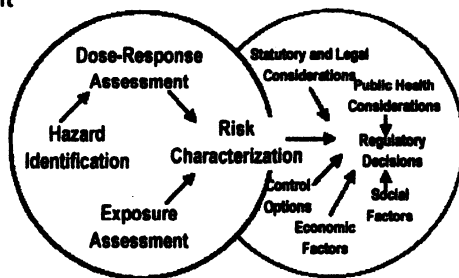 Dose-Response
Assessment
Hazard
Identification
Exposure
Assessment
Risk
Characterization
Statutory and Legal
Considerations
Public Health
Considerations
Regulatory
Decisions
Control
Options
Economic
Factors
Social
Factors